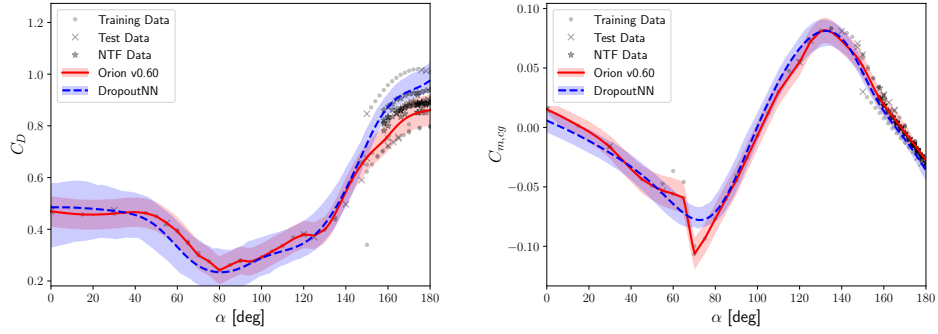 1.2
1.0
0.8
0.6
0.4
0.2
C_D
Training Data
Test Data
NTF Data
Orion v0.60
DropoutNN
0 20 40 60 80 100 120 140 160 180
α [deg]
0.10
0.05
0.00
−0.05
−0.10
C_{m,cg}
Training Data
Test Data
NTF Data
Orion v0.60
DropoutNN
0 20 40 60 80 100 120 140 160 180
α [deg]